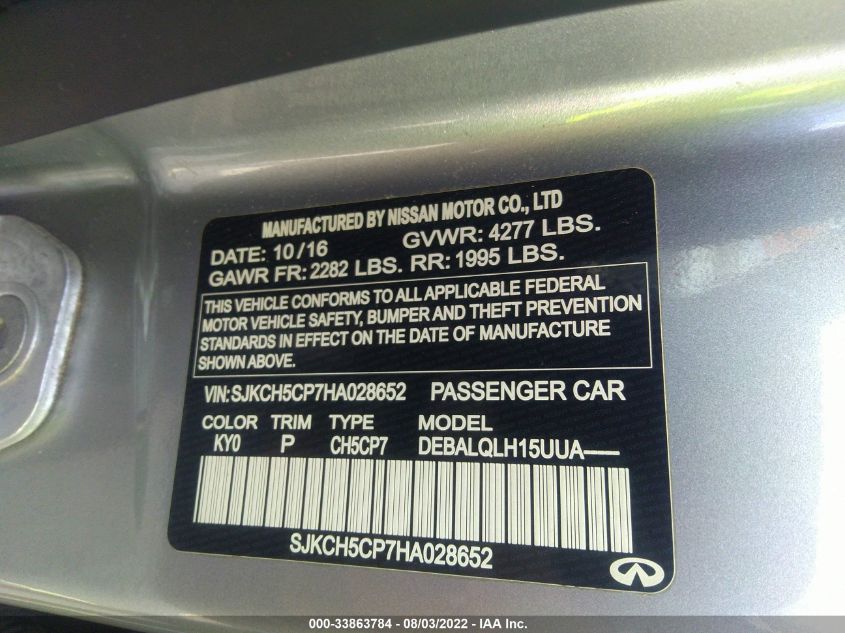 MANUFACTURED BY NISSAN MOTOR CO., LTD
DATE: 10/16 GVWR: 4277 LBS.
GAWR FR: 2282 LBS. RR: 1995 LBS.
THIS VEHICLE CONFORMS TO ALL APPLICABLE FEDERAL
MOTOR VEHICLE SAFETY, BUMPER AND THEFT PREVENTION
STANDARDS IN EFFECT ON THE DATE OF MANUFACTURE
SHOWN ABOVE.
VIN: SJKCH5CP7HA028652 PASSENGER CAR
COLOR TRIM TYPE MODEL
KY0 P CH5CP7 DEBALQLH15UUA-----
SJKCH5CP7HA028652
000-33863784 - 08/03/2022 - IAA Inc.